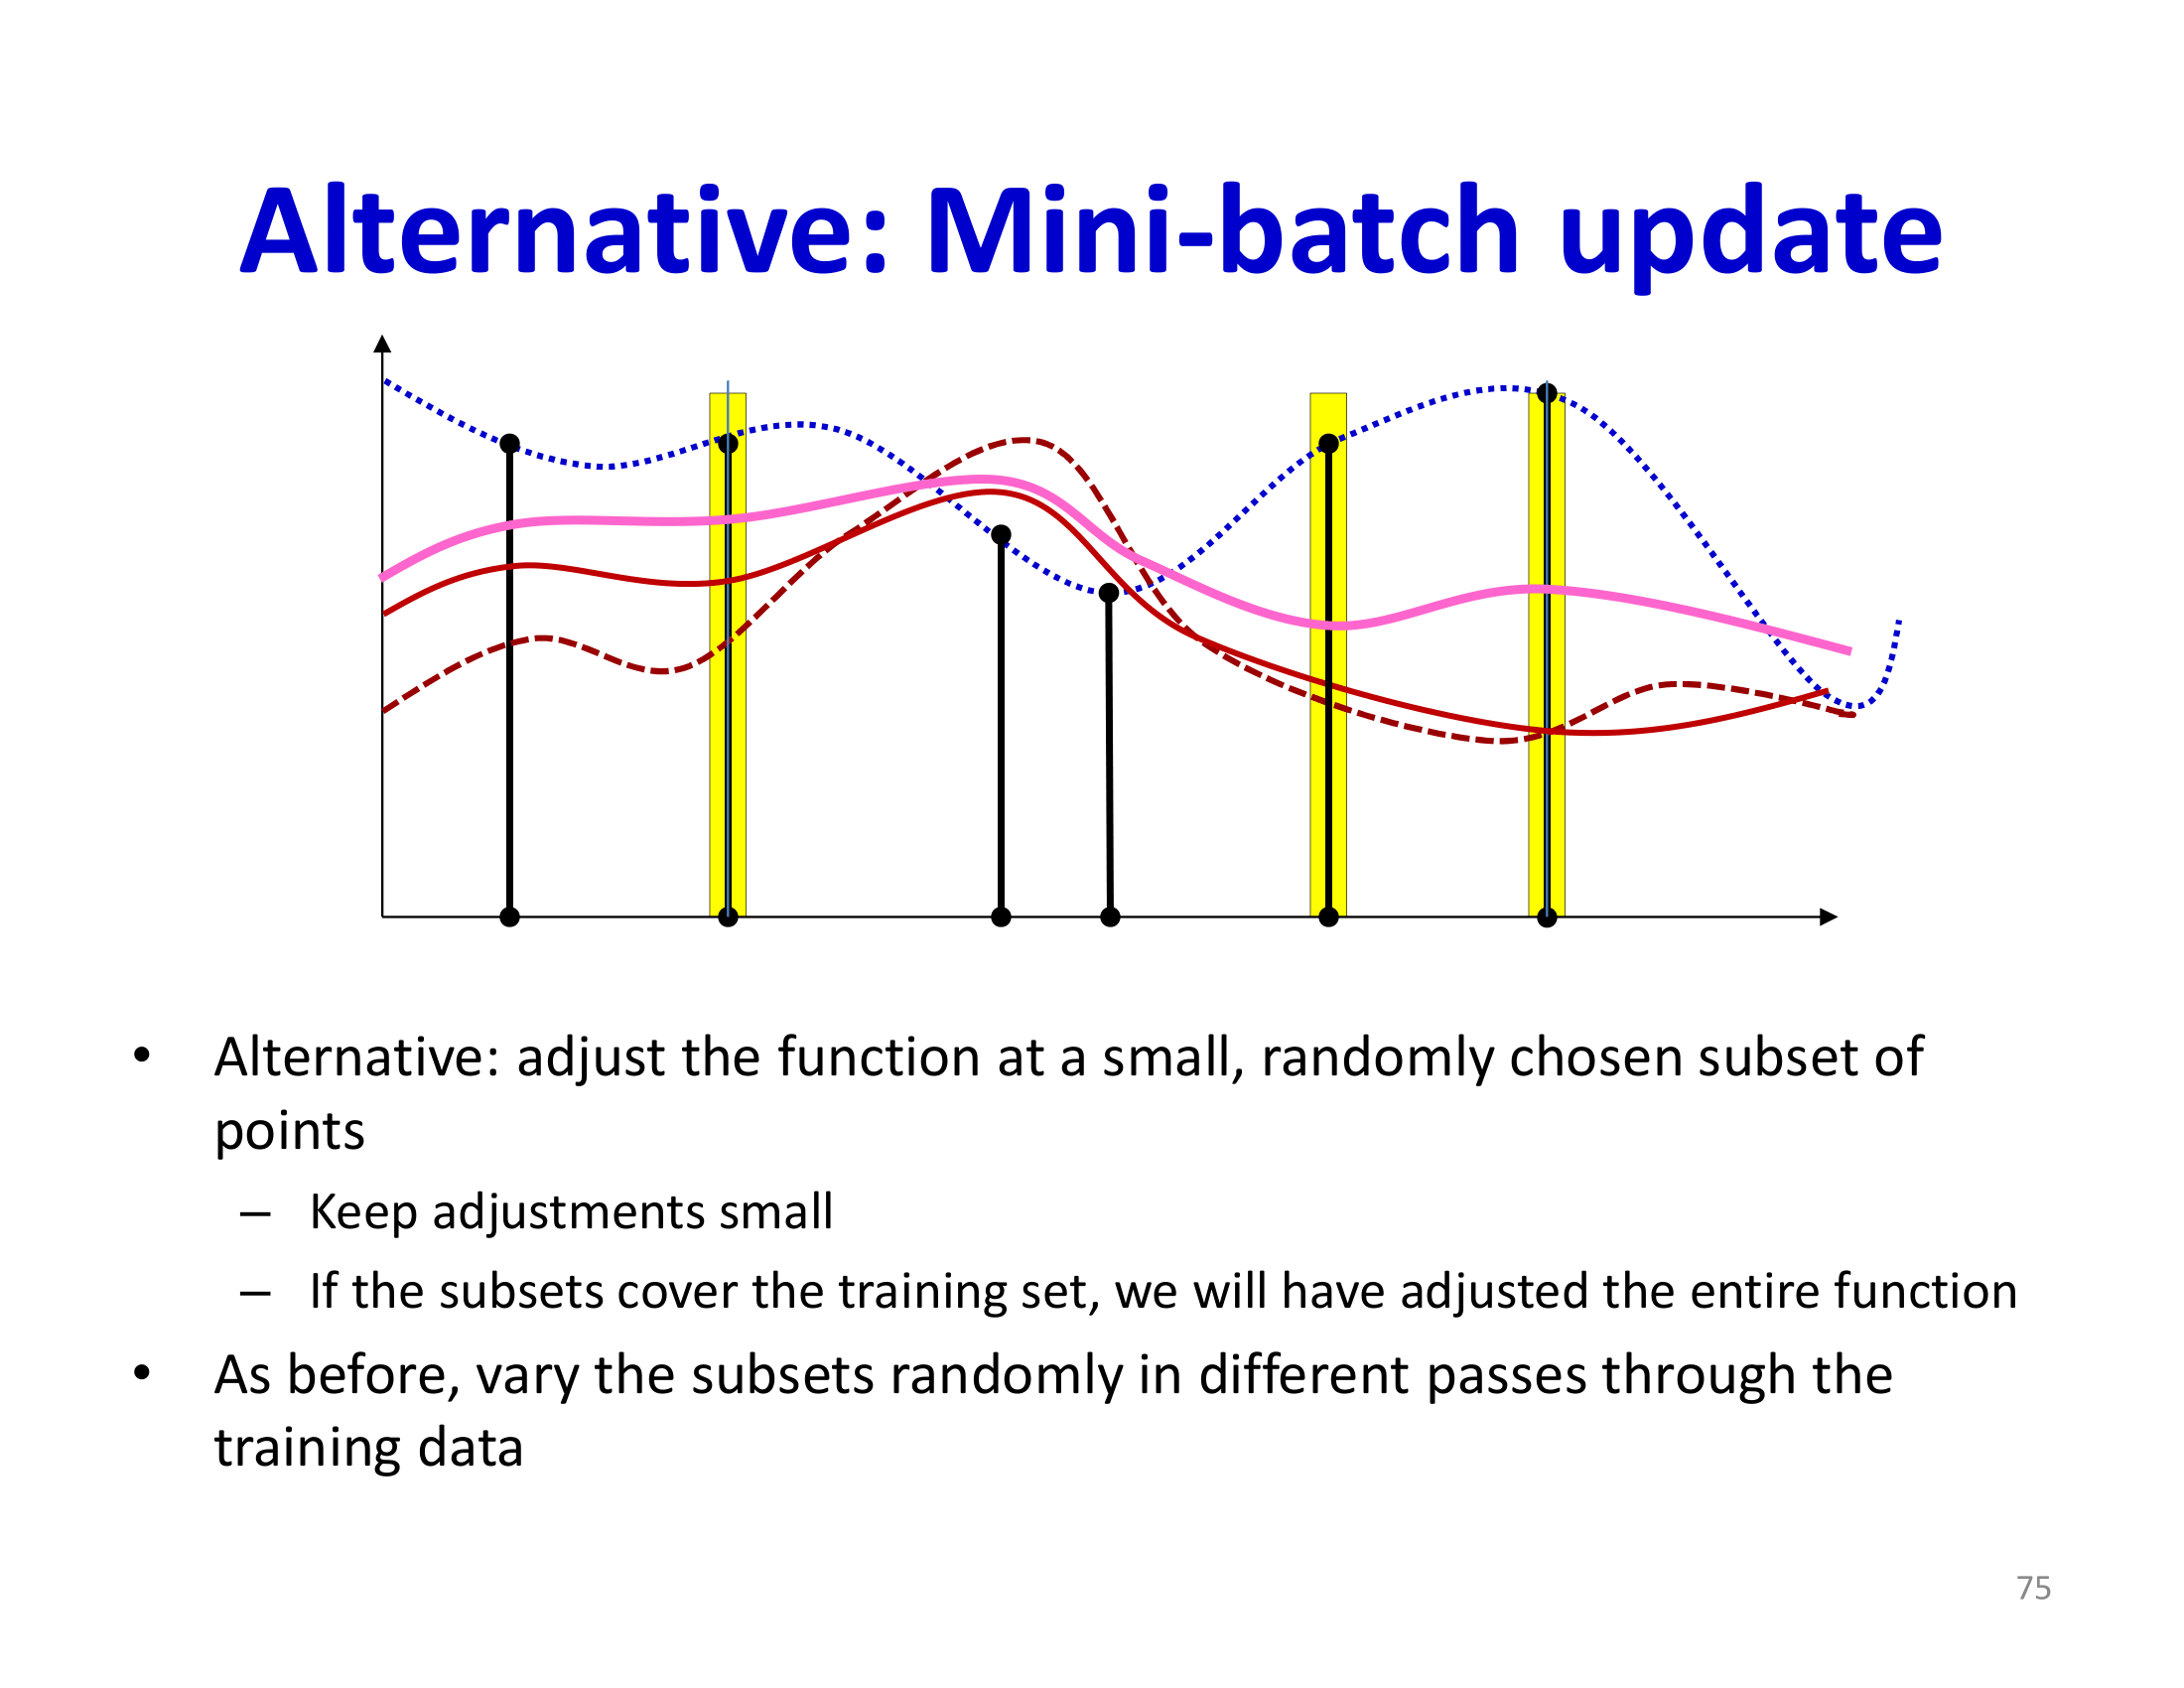 Alternative: Mini-batch update
• Alternative: adjust the function at a small, randomly chosen subset of
points
– Keep adjustments small
– If the subsets cover the training set, we will have adjusted the entire function
• As before, vary the subsets randomly in different passes through the
training data
75